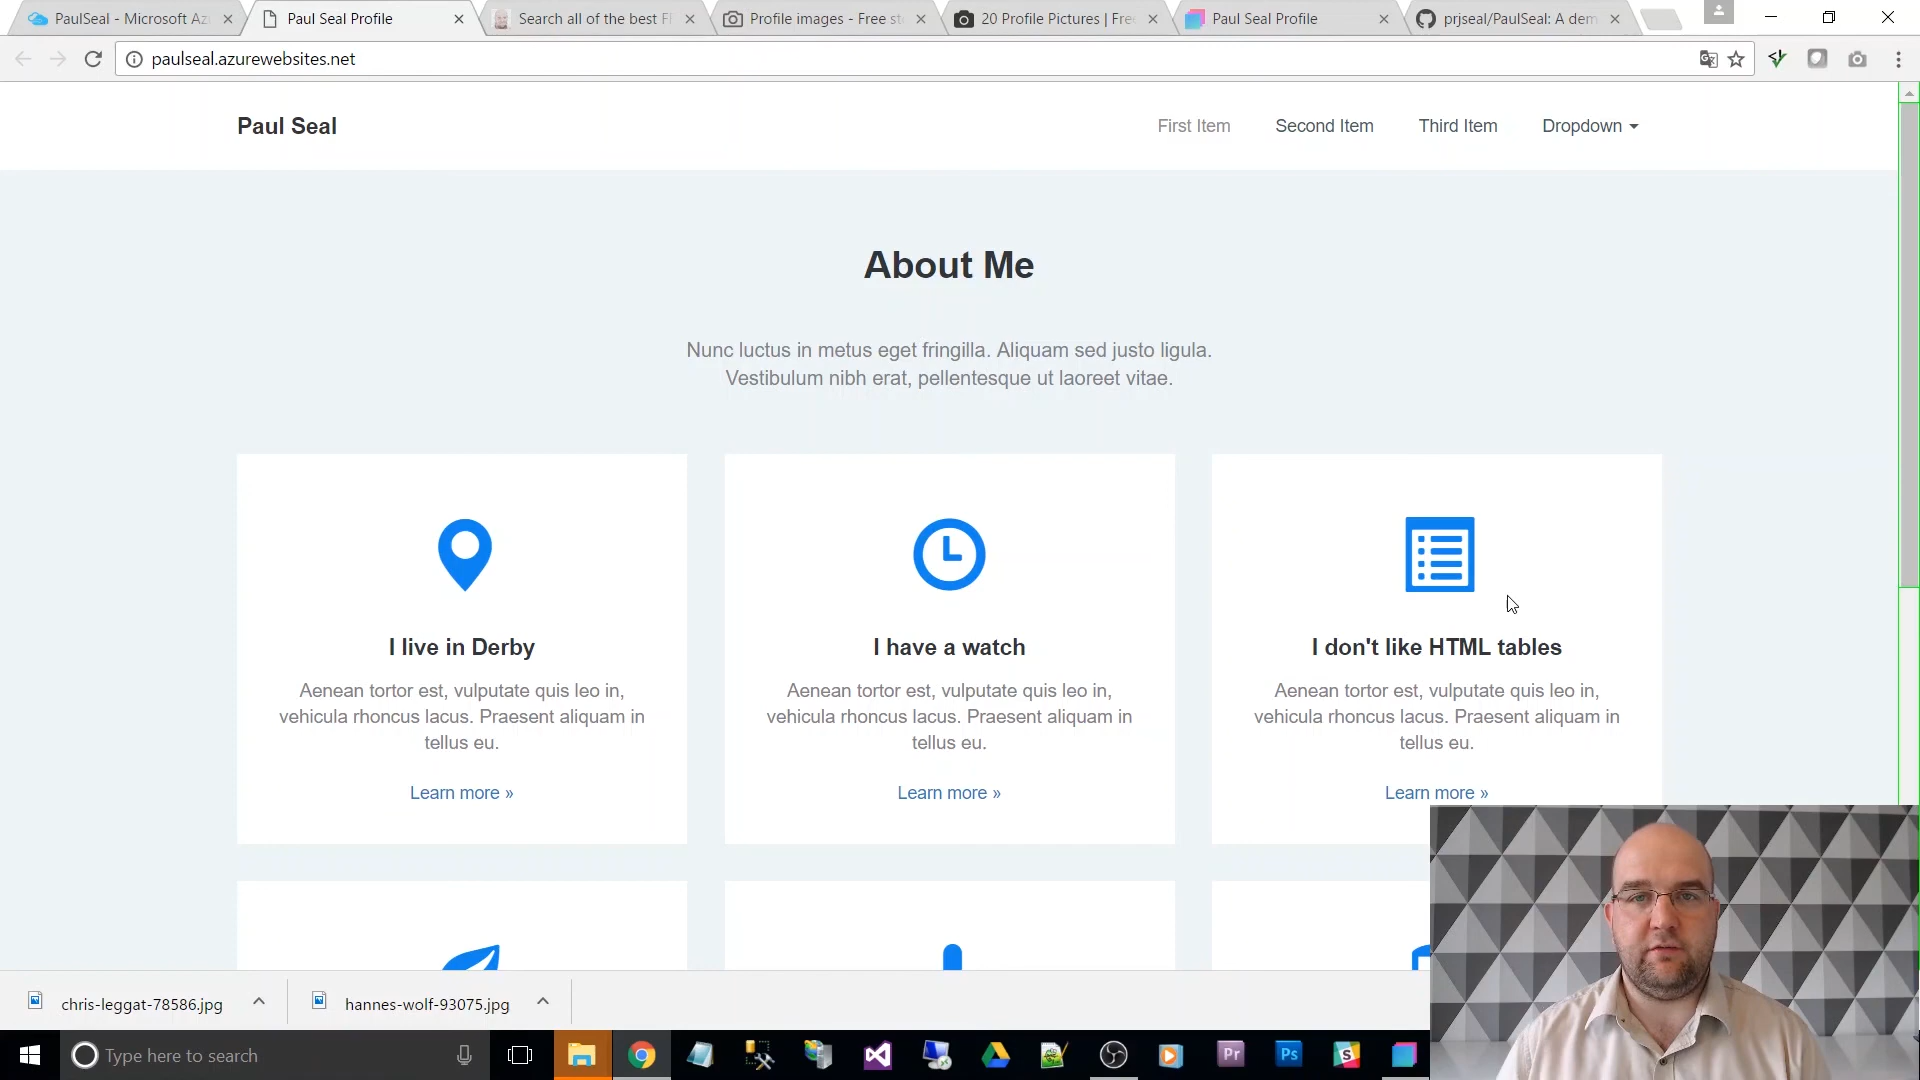 PaulSeal - Microsoft Az
Paul Seal Profile
Search all of the best F
Profile images - Free st
20 Profile Pictures | Fre
Paul Seal Profile
prjseal/PaulSeal: A dem
paulseal.azurewebsites.net
Paul Seal
First Item
Second Item
Third Item
Dropdown
About Me
Nunc luctus in metus eget fringilla. Aliquam sed justo ligula.
Vestibulum nibh erat, pellentesque ut laoreet vitae.
I live in Derby
Aenean tortor est, vulputate quis leo in,
vehicula rhoncus lacus. Praesent aliquam in
tellus eu.
Learn more »
I have a watch
Aenean tortor est, vulputate quis leo in,
vehicula rhoncus lacus. Praesent aliquam in
tellus eu.
Learn more »
I don't like HTML tables
Aenean tortor est, vulputate quis leo in,
vehicula rhoncus lacus. Praesent aliquam in
tellus eu.
Learn more »
chris-leggat-78586.jpg
hannes-wolf-93075.jpg
Type here to search
Pr
Ps